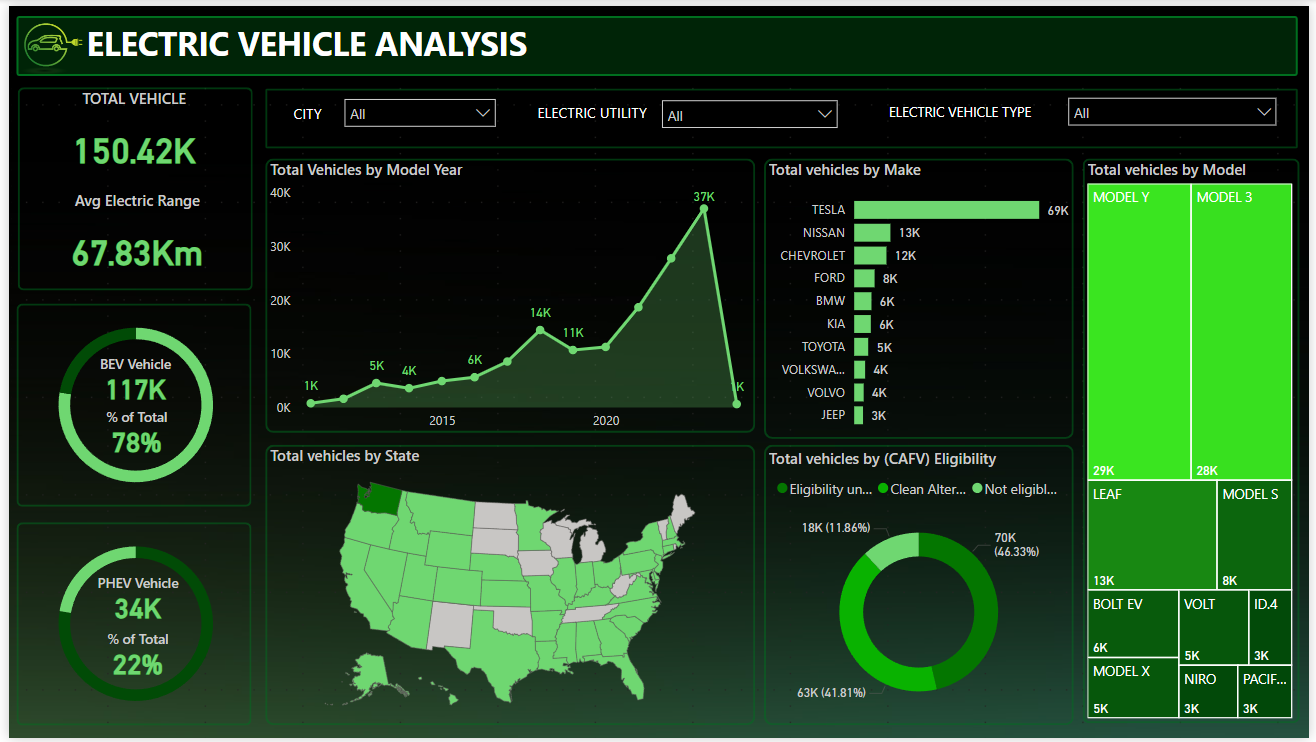 ELECTRIC VEHICLE ANALYSIS
TOTAL VEHICLE
150.42K
Avg Electric Range
67.83Km
CITY
All
ELECTRIC UTILITY
All
ELECTRIC VEHICLE TYPE
All
BEV Vehicle
117K
% of Total
78%
PHEV Vehicle
34K
% of Total
22%
Total Vehicles by Model Year
40K
30K
20K
10K
0K
1K
5K
4K
6K
14K
11K
37K
K
2015
2020
Total vehicles by Make
TESLA 69K
NISSAN 13K
CHEVROLET 12K
FORD 8K
BMW 6K
KIA 6K
TOYOTA 5K
VOLKSWA... 4K
VOLVO 4K
JEEP 3K
Total vehicles by State
Total vehicles by (CAFV) Eligibility
Eligibility un... Clean Alter... Not eligibl...
18K (11.86%)
70K
(46.33%)
63K (41.81%)
Total vehicles by Model
MODEL Y
29K
MODEL 3
28K
LEAF
13K
MODEL S
8K
BOLT EV
6K
VOLT
5K
ID.4
3K
MODEL X
5K
NIRO
3K
PACIF...
3K